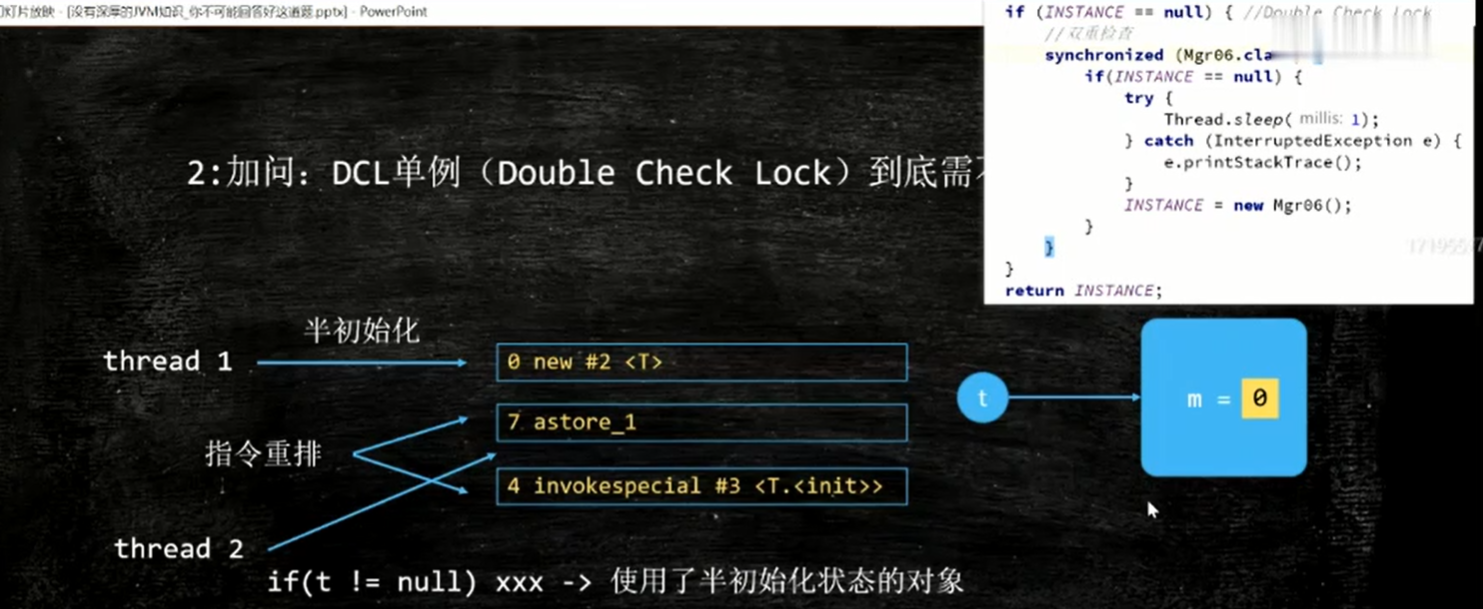 灯片放映 - [没有深厚的JVM知识_你不可能回答好这道题.pptx] - PowerPoint
if (INSTANCE == null) { //Double Check Lock
//双重检查
synchronized (Mgr06.cla
if(INSTANCE == null) {
try {
Thread.sleep( millis: 1);
} catch (InterruptedException e) {
e.printStackTrace();
}
INSTANCE = new Mgr06();
}
}
}
return INSTANCE;
2:加问：DCL单例（Double Check Lock）到底需
半初始化
thread 1
0 new #2 <T>
7 astore_1
指令重排
4 invokespecial #3 <T.<init>>
thread 2
if(t != null) xxx -> 使用了半初始化状态的对象
t
m = 0